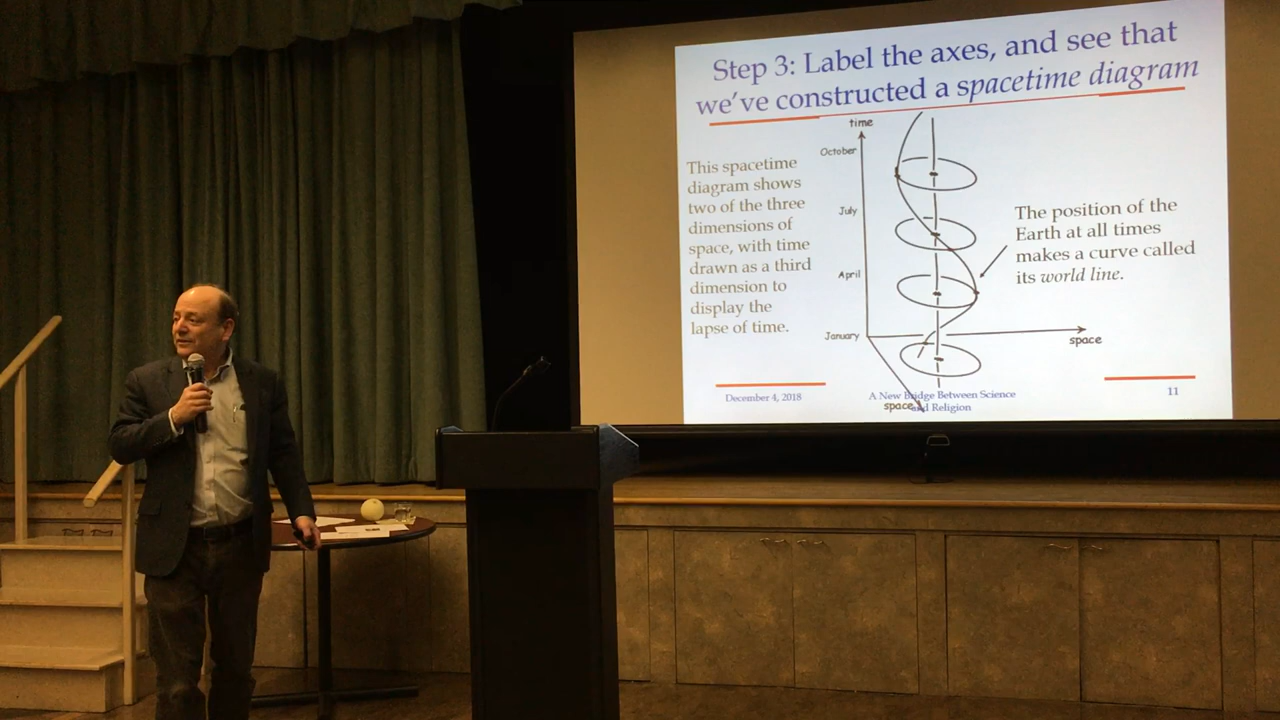 Step 3: Label the axes, and see that
we've constructed a spacetime diagram
This spacetime
diagram shows
two of the three
dimensions of
space, with time
drawn as a third
dimension to
display the
lapse of time.
time
October
July
April
January
space
space
The position of the
Earth at all times
makes a curve called
its world line.
December 4, 2018
A New Bridge Between Science
and Religion
11